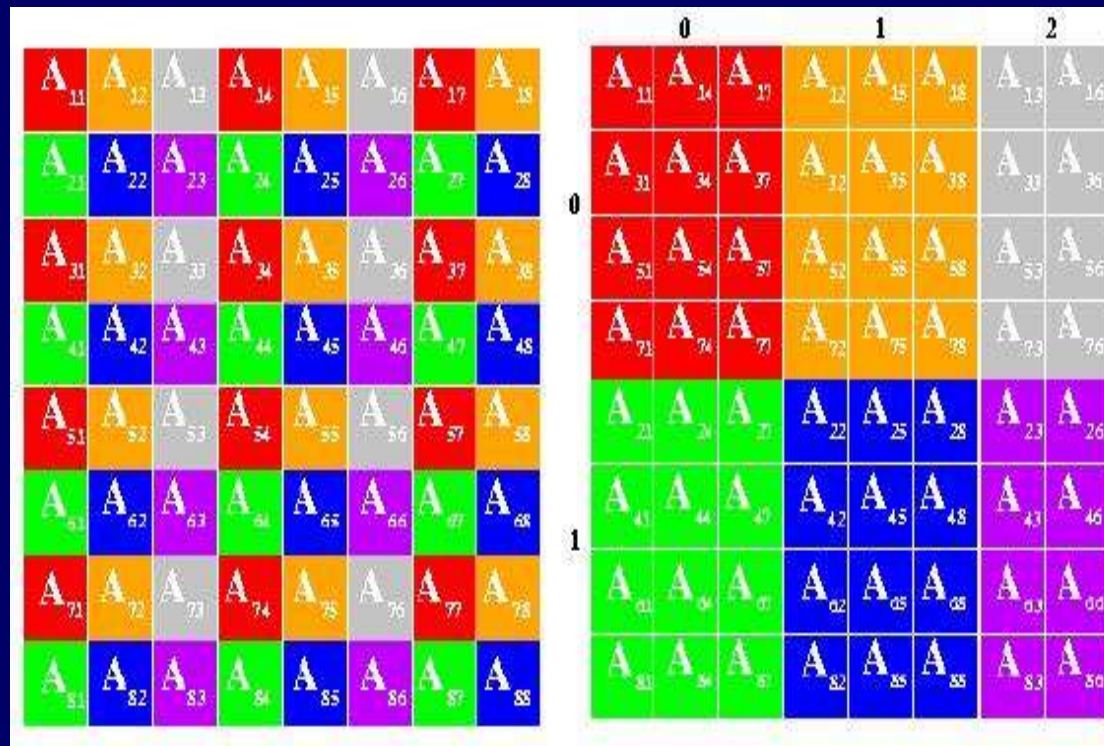 A11 A12 A13 A14 A15 A16 A17 A18
A21 A22 A23 A24 A25 A26 A27 A28
A31 A32 A33 A34 A35 A36 A37 A38
A41 A42 A43 A44 A45 A46 A47 A48
A51 A52 A53 A54 A55 A56 A57 A58
A61 A62 A63 A64 A65 A66 A67 A68
A71 A72 A73 A74 A75 A76 A77 A78
A81 A82 A83 A84 A85 A86 A87 A88
0 1 2
A11 A14 A17 A12 A15 A18 A13 A16
A31 A34 A37 A32 A35 A38 A33 A36
0
A51 A54 A57 A52 A55 A58 A53 A56
A71 A74 A77 A72 A75 A78 A73 A76
A21 A24 A27 A22 A25 A28 A23 A26
A41 A44 A47 A42 A45 A48 A43 A46
1
A61 A64 A67 A62 A65 A68 A63 A66
A81 A84 A87 A82 A85 A88 A83 A86